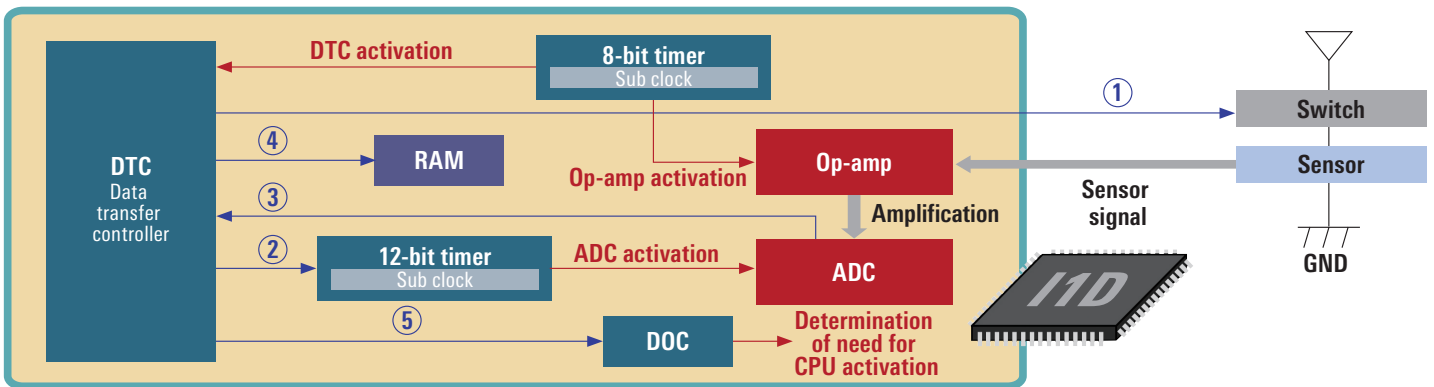 DTC activation
8-bit timer
Sub clock
①
Switch
④
RAM
Op-amp
Sensor
DTC
Data
transfer
controller
Op-amp activation
③
Amplification
Sensor
signal
②
12-bit timer
Sub clock
ADC activation
ADC
GND
I1D
⑤
DOC
Determination
of need for
CPU activation